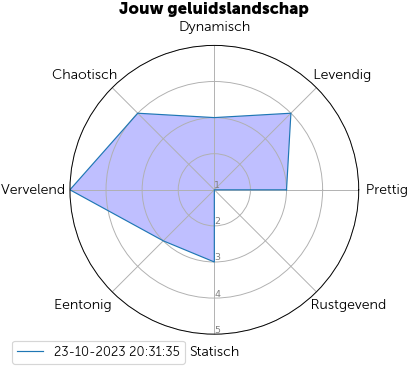 Jouw geluidslandschap
Dynamisch
Chaotisch
Levendig
Vervelend
Prettig
1
2
3
4
5
Eentonig
Rustgevend
23-10-2023 20:31:35
Statisch